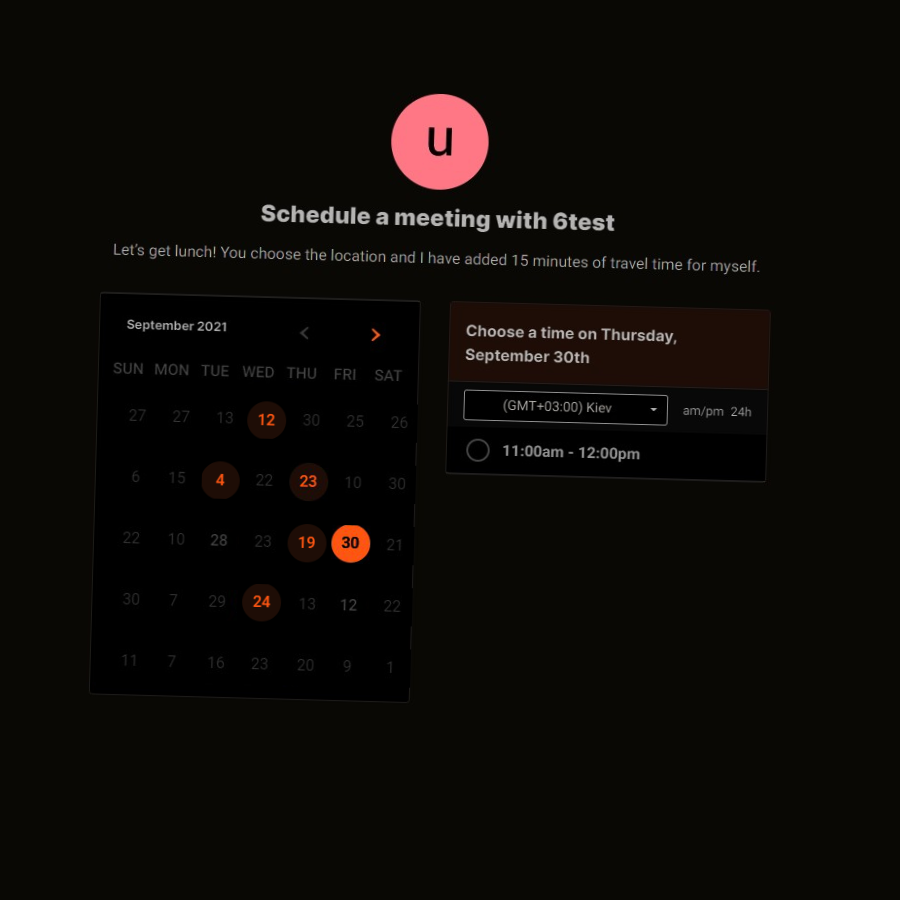 u
Schedule a meeting with 6test
Let's get lunch! You choose the location and I have added 15 minutes of travel time for myself.
September 2021
SUN MON TUE WED THU FRI SAT
27 27 13 12 30 25 26
6 15 4 22 23 10 30
22 10 28 23 19 30 21
30 7 29 24 13 12 22
11 7 16 23 20 9 1
Choose a time on Thursday,
September 30th
(GMT+03:00) Kiev am/pm 24h
11:00am - 12:00pm